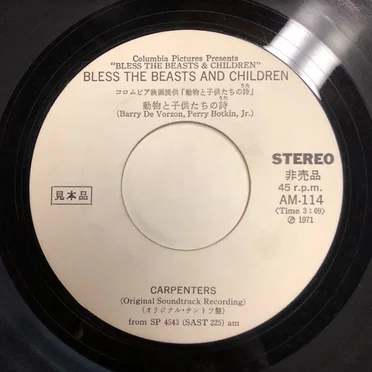 Columbia Pictures Presents
"BLESS THE BEASTS & CHILDREN"
BLESS THE BEASTS AND CHILDREN
コロムビア映画提供「動物と子供たちの詩」
うた
動物と子供たちの詩
うた
(Barry De Vorzon, Perry Botkin, Jr.)
STEREO
見本品
非売品
45 r.p.m.
AM-114
(Time 3:09)
Ⓟ 1971
CARPENTERS
(Original Soundtrack Recording)
(オリジナル・サントラ盤)
from SP 4543 (SAST 225) am